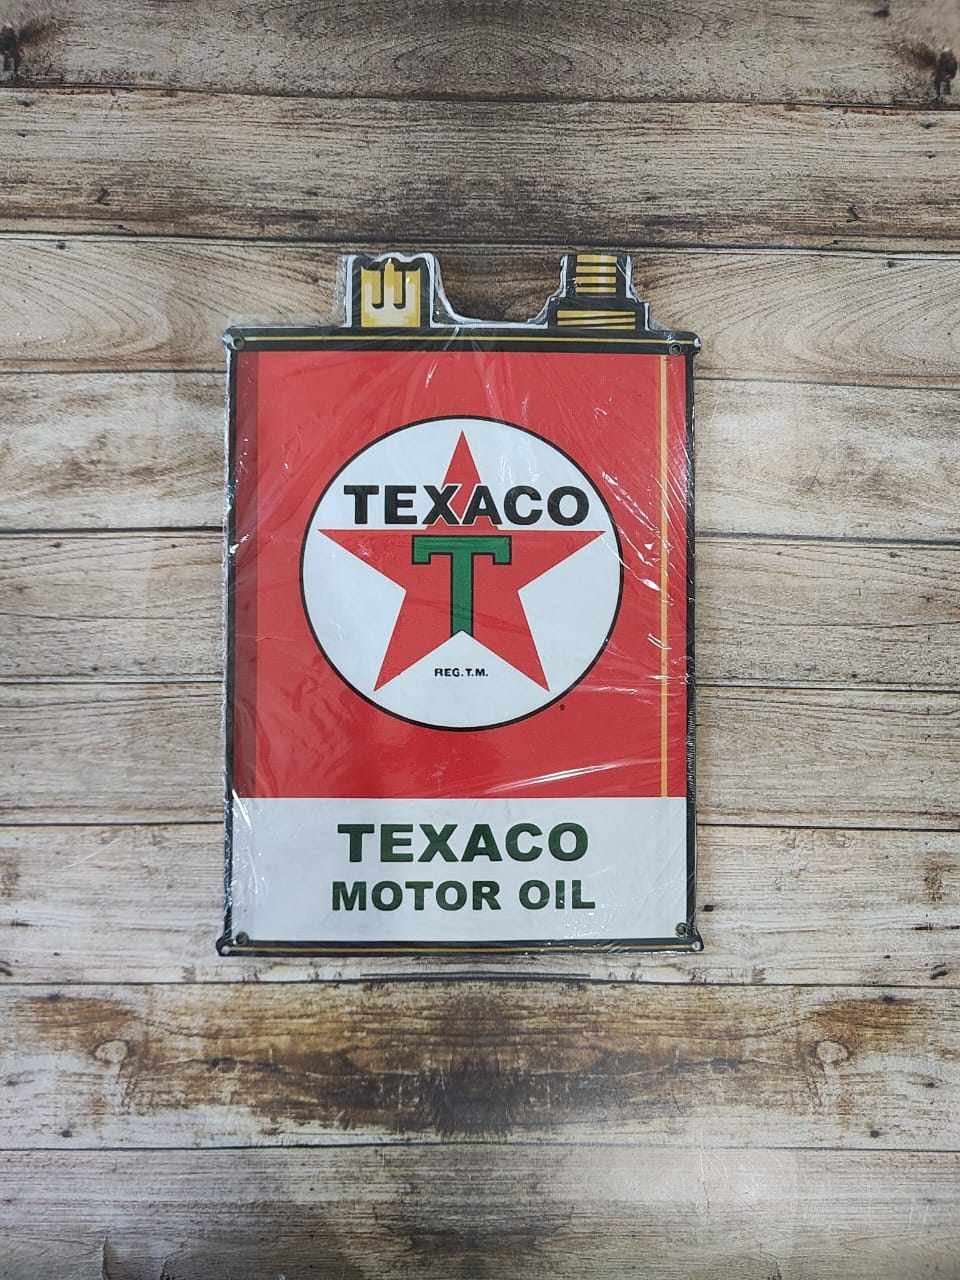 TEXACO
T
REG. T.M.
TEXACO
MOTOR OIL